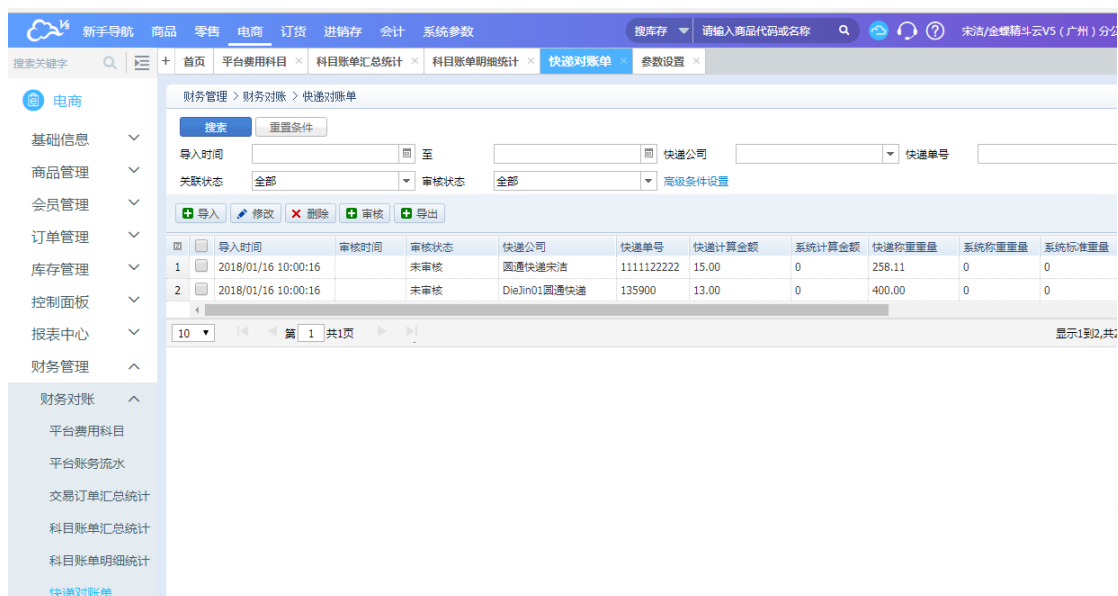 V5 新手导航 商品 零售 电商 订货 进销存 会计 系统参数 搜库存 请输入商品代码或名称 宋洁/金蝶精斗云V5（广州）分公
搜索关键字 + 首页 平台费用科目 × 科目账单汇总统计 × 科目账单明细统计 × 快递对账单 × 参数设置 ×
电商
基础信息
商品管理
会员管理
订单管理
库存管理
控制面板
报表中心
财务管理
财务对账
平台费用科目
平台账务流水
交易订单汇总统计
科目账单汇总统计
科目账单明细统计
快递对账单
财务管理 > 财务对账 > 快递对账单
搜索 重置条件
导入时间 至 快递公司 快递单号
关联状态 全部 审核状态 全部 高级条件设置
导入 修改 删除 审核 导出
导入时间 审核时间 审核状态 快递公司 快递单号 快递计算金额 系统计算金额 快递称重重量 系统称重重量 系统标准重量
1 2018/01/16 10:00:16 未审核 圆通快递宋洁 1111122222 15.00 0 258.11 0 0
2 2018/01/16 10:00:16 未审核 DieJin01圆通快递 135900 13.00 0 400.00 0 0
10 第 1 共1页 显示1到2,共2